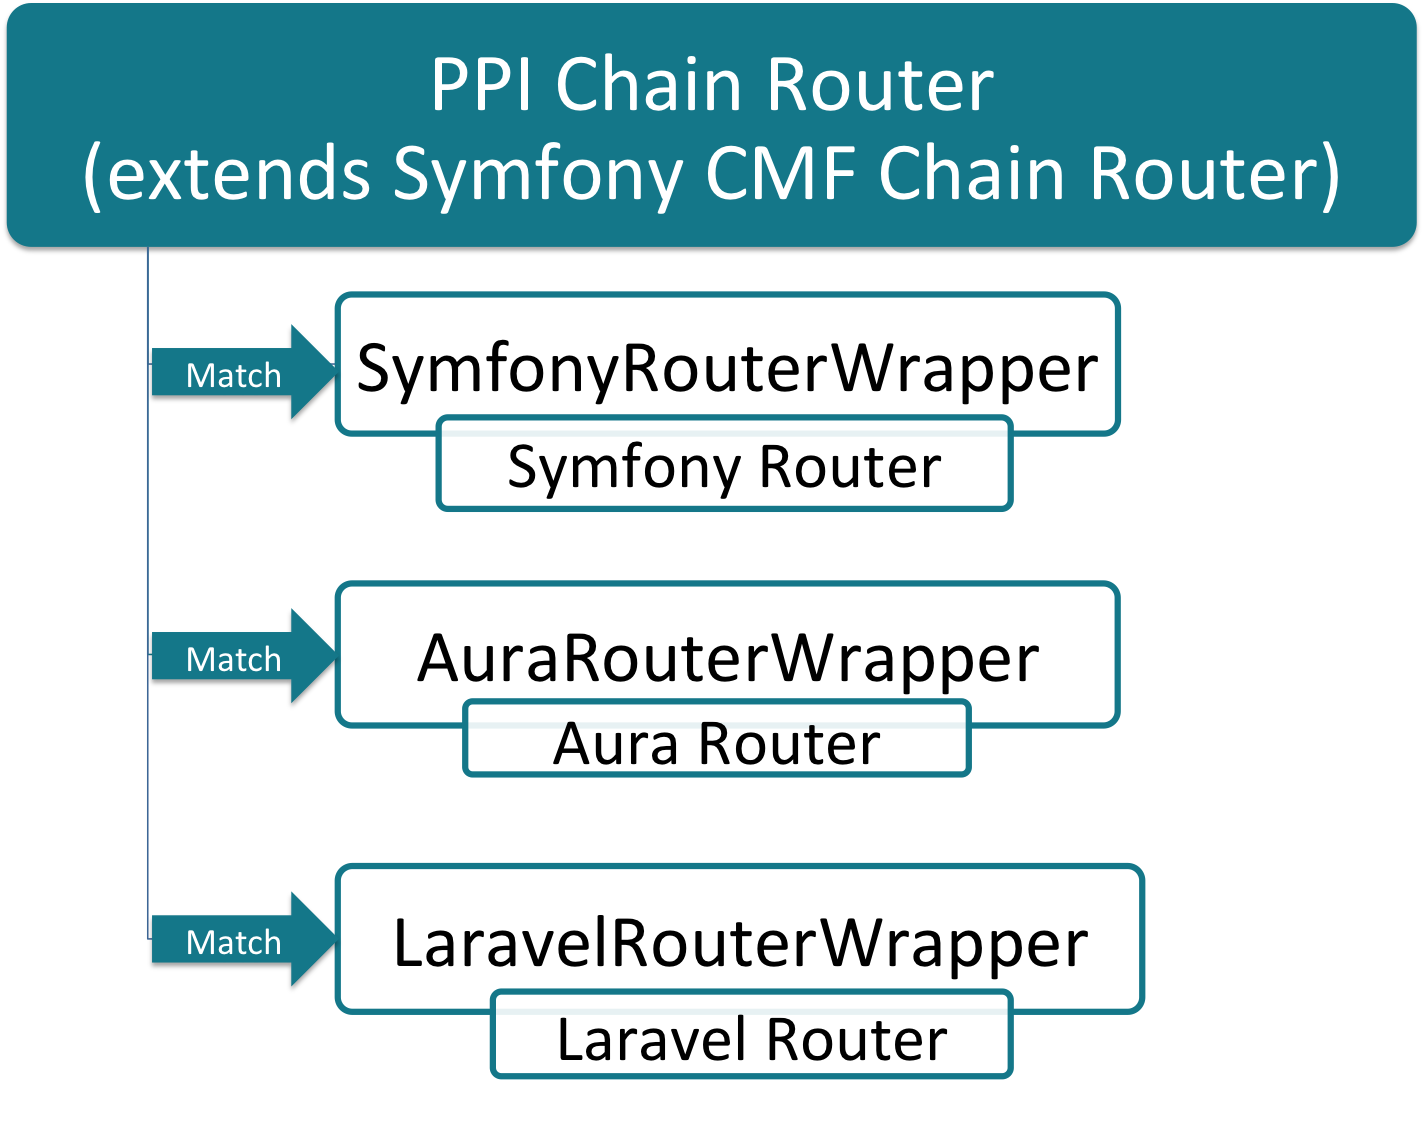 PPI Chain Router
(extends Symfony CMF Chain Router)
Match
SymfonyRouterWrapper
Symfony Router
Match
AuraRouterWrapper
Aura Router
Match
LaravelRouterWrapper
Laravel Router